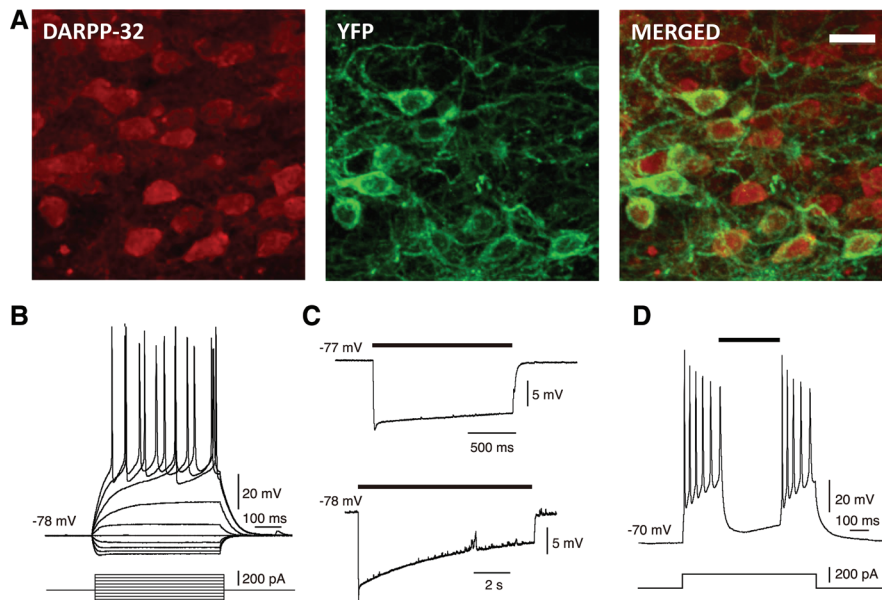 A
DARPP-32
YFP
MERGED
B
-78 mV
20 mV
100 ms
200 pA
C
-77 mV
5 mV
500 ms
-78 mV
5 mV
2 s
D
-70 mV
20 mV
100 ms
200 pA